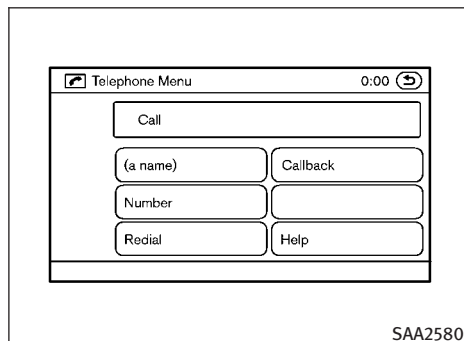 Telephone Menu 0:00
Call
(a name) Callback
Number
Redial Help
SAA2580